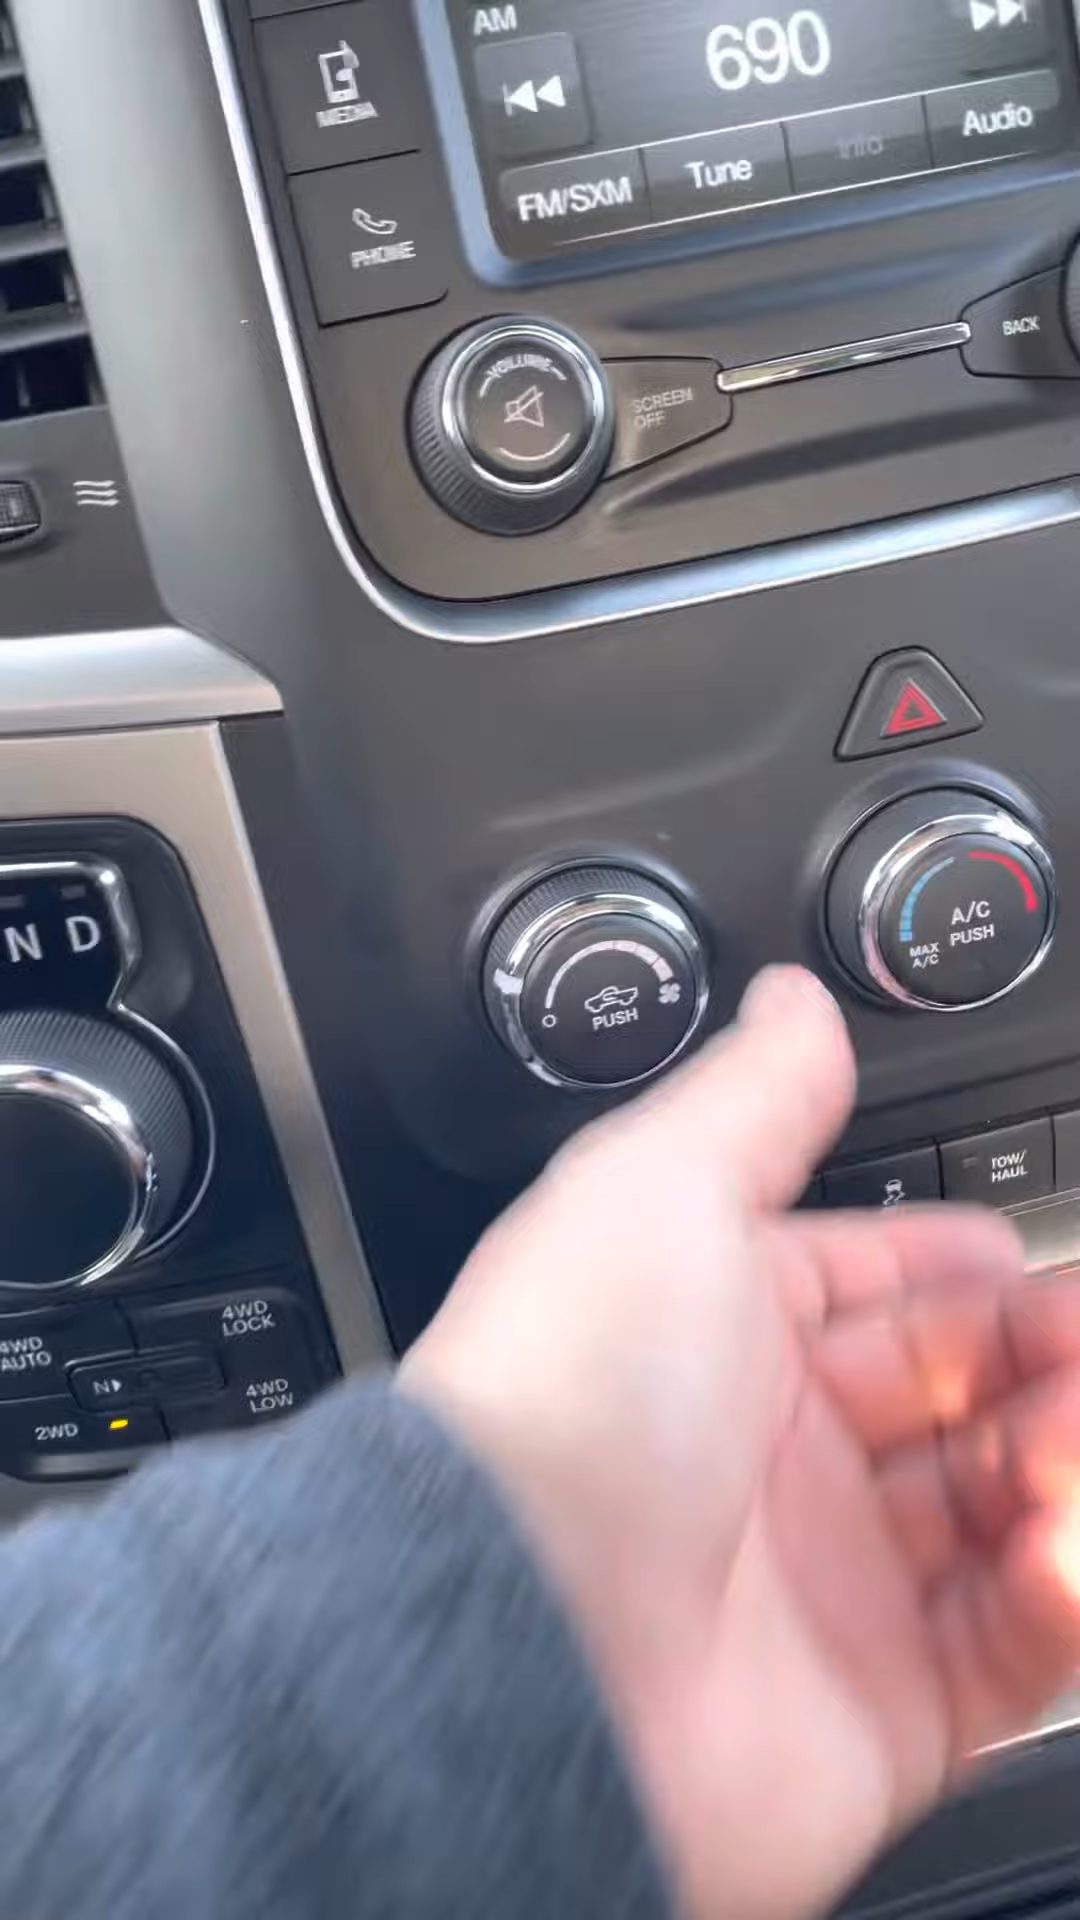 AM
690
MEDIA
FM/SXM
Tune
Info
Audio
PHONE
VOLUME
SCREEN
OFF
BACK
A/C
PUSH
MAX
A/C
O
PUSH
N D
TOW/
HAUL
4WD
AUTO
4WD
LOCK
N
4WD
LOW
2WD